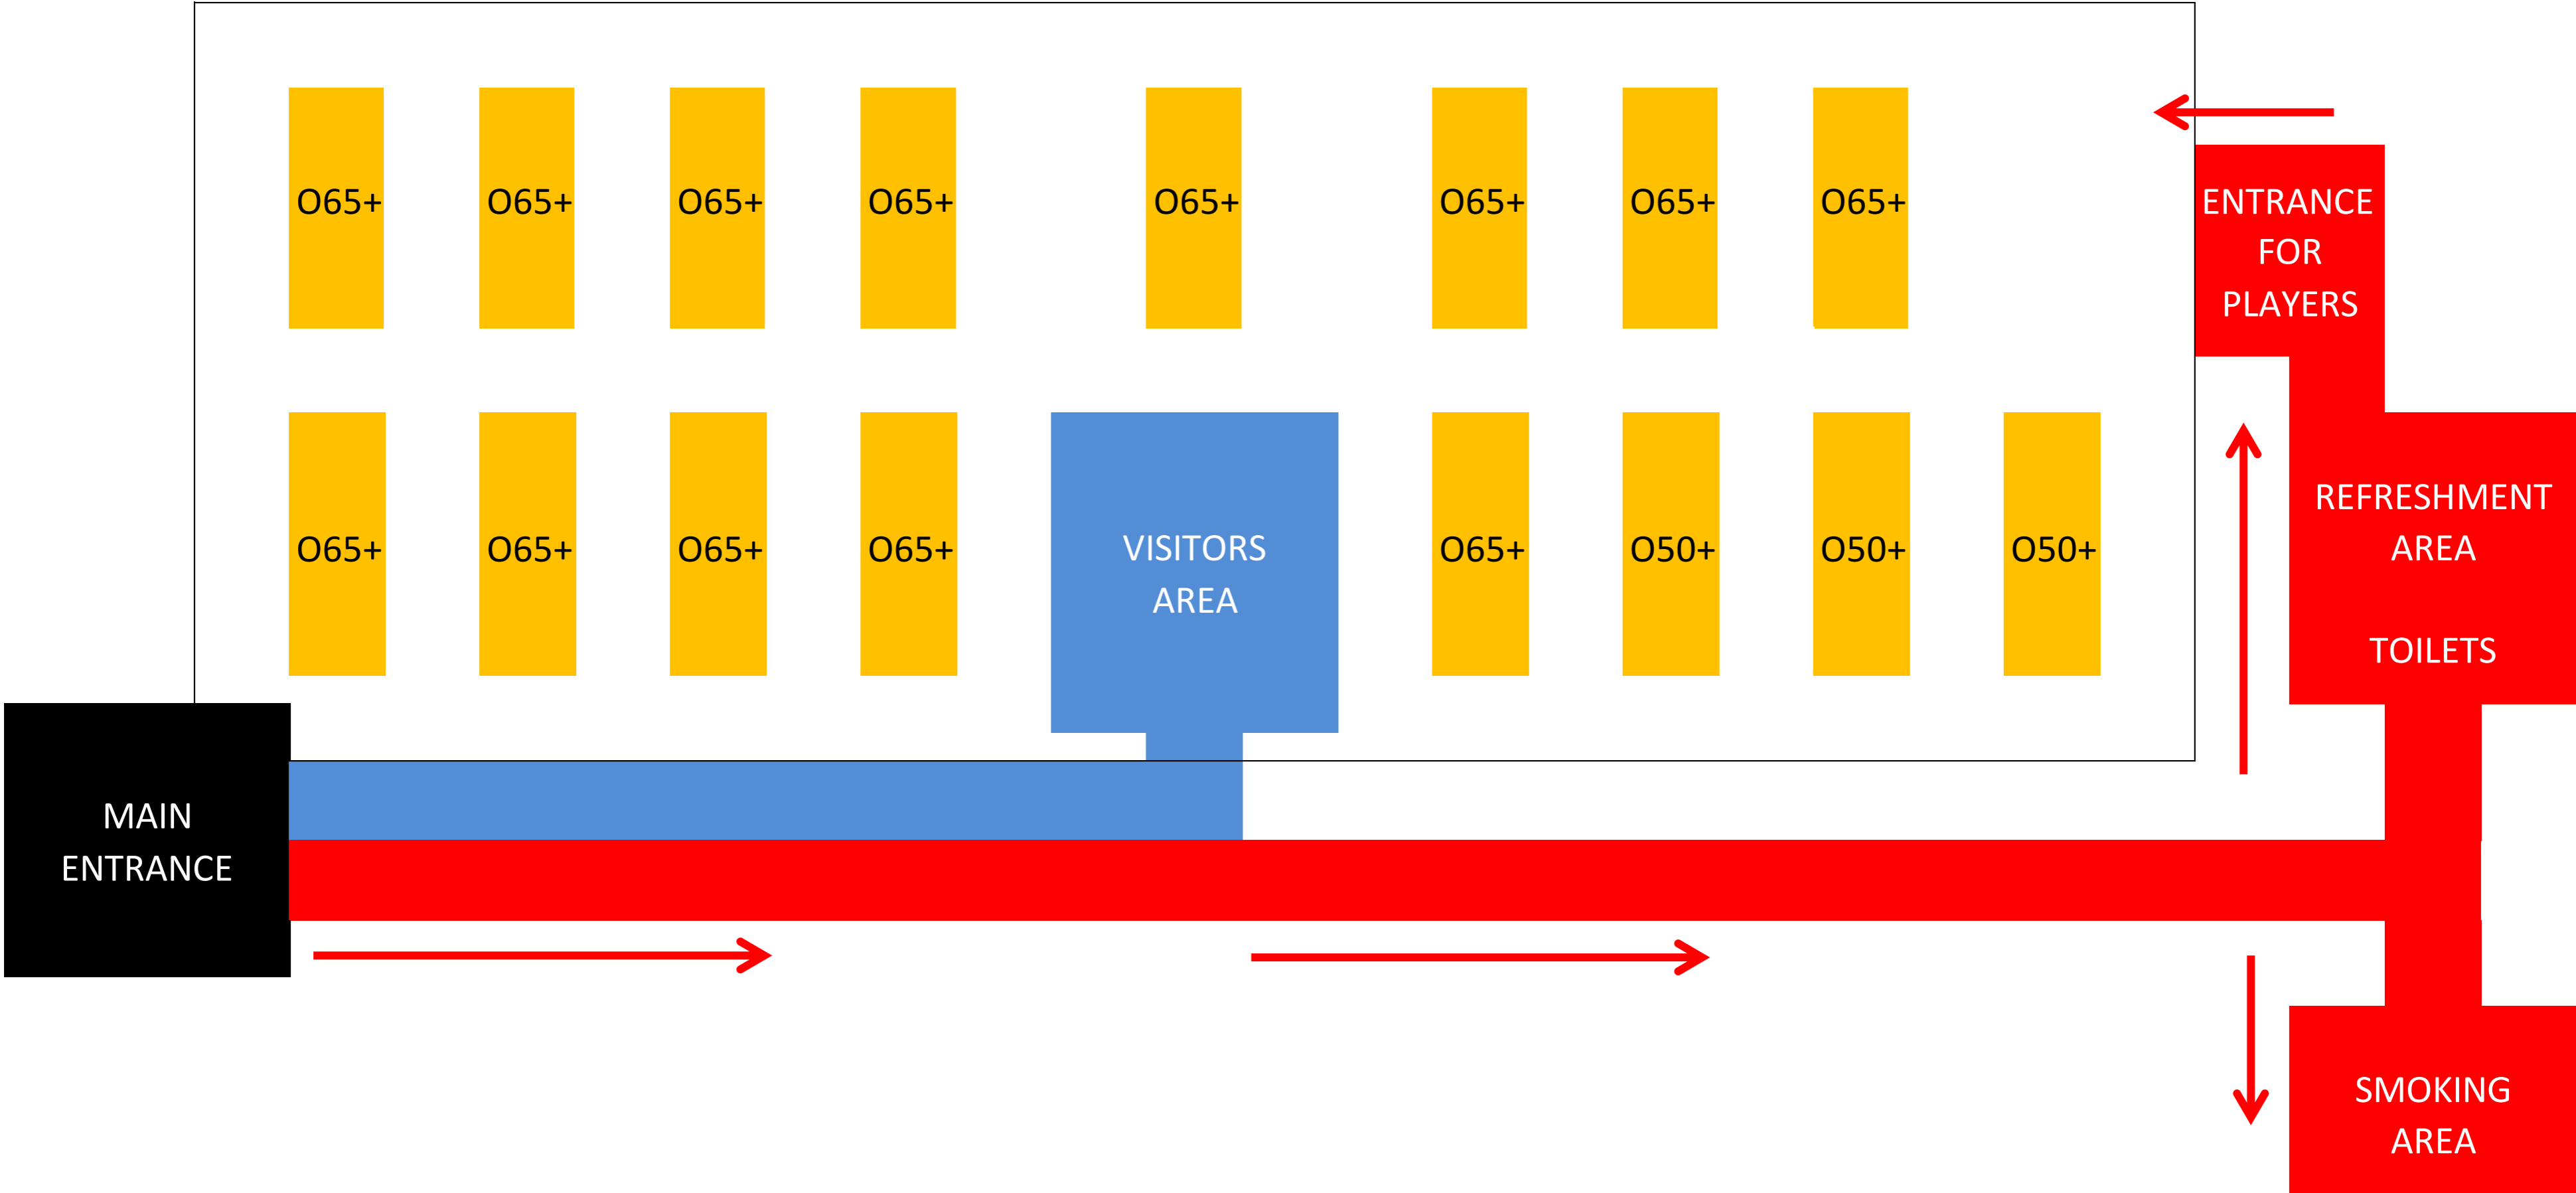 O65+ O65+ O65+ O65+ O65+ O65+ O65+ O65+
ENTRANCE
FOR
PLAYERS
O65+ O65+ O65+ O65+
VISITORS
AREA
O65+ O50+ O50+ O50+
REFRESHMENT
AREA
TOILETS
MAIN
ENTRANCE
SMOKING
AREA